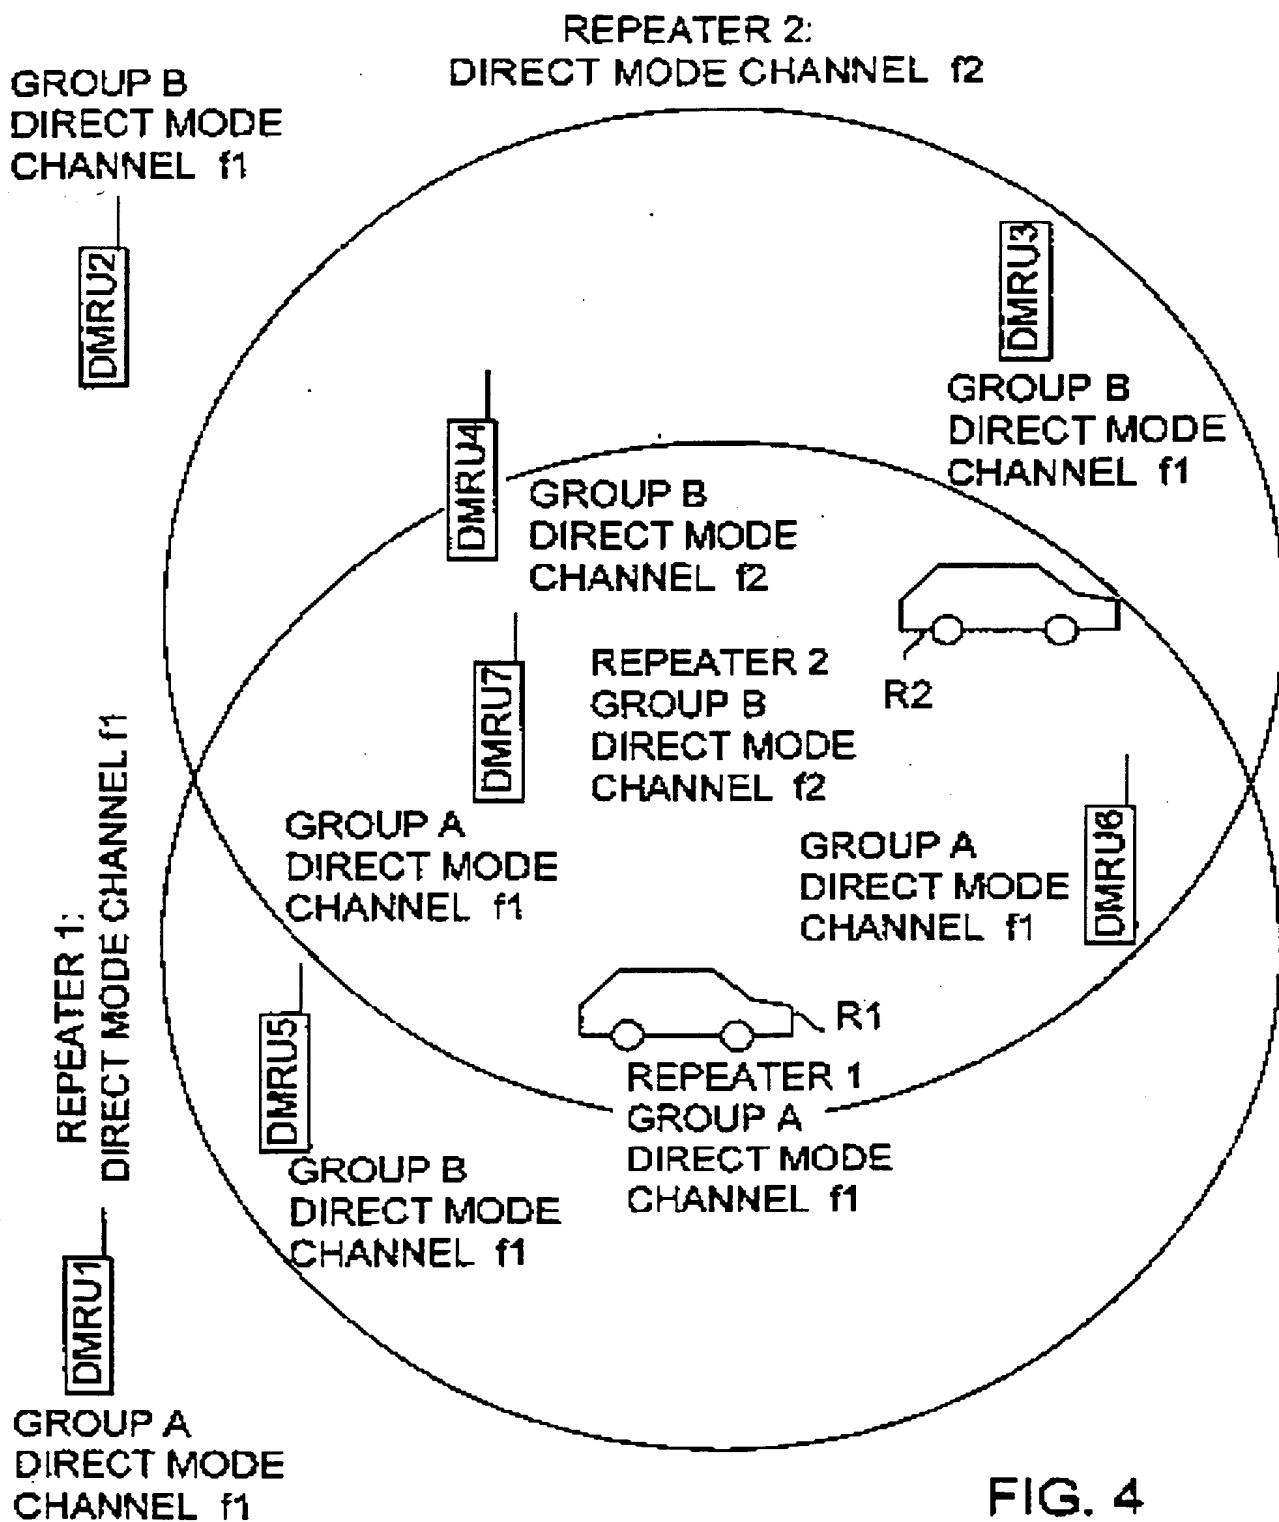 REPEATER 2:
DIRECT MODE CHANNEL f2
GROUP B
DIRECT MODE
CHANNEL f1
DMRU2
DMRU3
GROUP B
DIRECT MODE
CHANNEL f1
DMRU4
GROUP B
DIRECT MODE
CHANNEL f2
R2
DMRU7
REPEATER 2
GROUP B
DIRECT MODE
CHANNEL f2
GROUP A
DIRECT MODE
CHANNEL f1
GROUP A
DIRECT MODE
CHANNEL f1
DMRU6
REPEATER 1:
DIRECT MODE CHANNEL f1
DMRU5
GROUP B
DIRECT MODE
CHANNEL f1
R1
REPEATER 1
GROUP A
DIRECT MODE
CHANNEL f1
DMRU1
GROUP A
DIRECT MODE
CHANNEL f1
FIG. 4